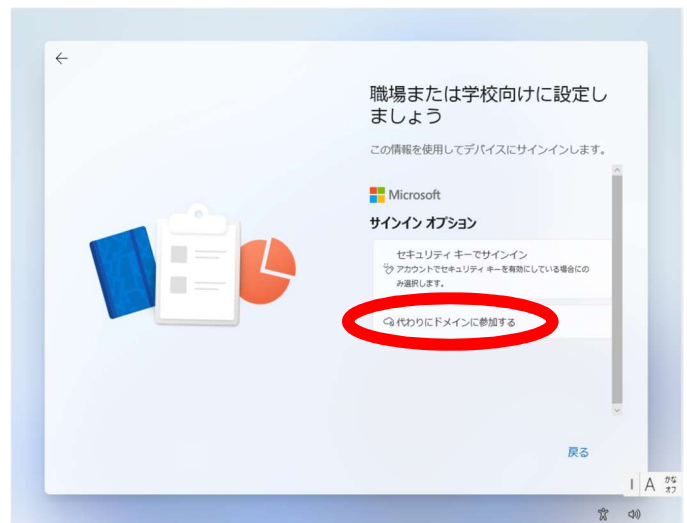 職場または学校向けに設定し
ましょう
この情報を使用してデバイスにサインインします。
Microsoft
サインイン オプション
セキュリティ キーでサインイン
アカウントでセキュリティ キーを有効にしている場合にの
み選択します。
代わりにドメインに参加する
戻る
A かな
オフ